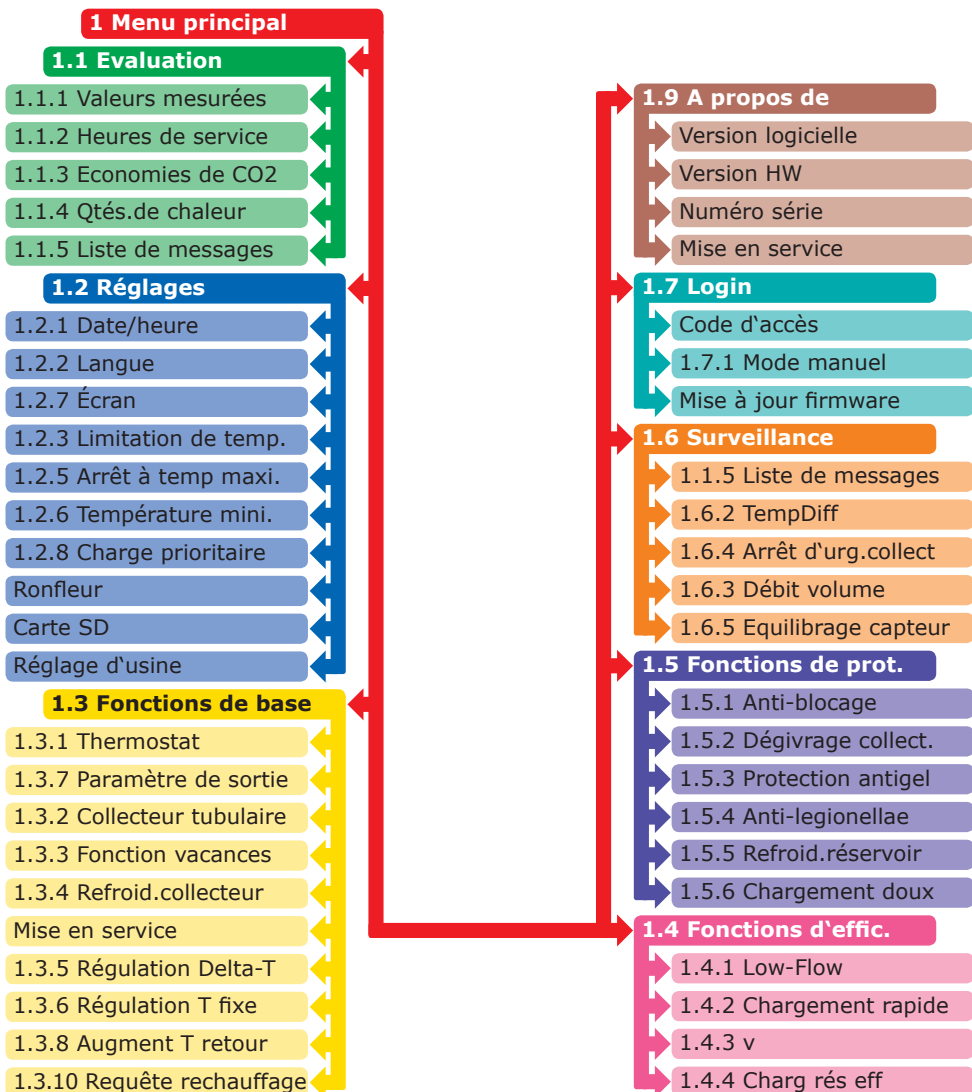 1 Menu principal
1.1 Evaluation
1.1.1 Valeurs mesurées
1.1.2 Heures de service
1.1.3 Economies de CO2
1.1.4 Qtés.de chaleur
1.1.5 Liste de messages
1.2 Réglages
1.2.1 Date/heure
1.2.2 Langue
1.2.7 Écran
1.2.3 Limitation de temp.
1.2.5 Arrêt à temp maxi.
1.2.6 Température mini.
1.2.8 Charge prioritaire
Ronfleur
Carte SD
Réglage d‘usine
1.3 Fonctions de base
1.3.1 Thermostat
1.3.7 Paramètre de sortie
1.3.2 Collecteur tubulaire
1.3.3 Fonction vacances
1.3.4 Refroid.collecteur
Mise en service
1.3.5 Régulation Delta-T
1.3.6 Régulation T fixe
1.3.8 Augment T retour
1.3.10 Requête rechauffage
1.9 A propos de
Version logicielle
Version HW
Numéro série
Mise en service
1.7 Login
Code d‘accès
1.7.1 Mode manuel
Mise à jour firmware
1.6 Surveillance
1.1.5 Liste de messages
1.6.2 TempDiff
1.6.4 Arrêt d‘urg.collect
1.6.3 Débit volume
1.6.5 Equilibrage capteur
1.5 Fonctions de prot.
1.5.1 Anti-blocage
1.5.2 Dégivrage collect.
1.5.3 Protection antigel
1.5.4 Anti-legionellae
1.5.5 Refroid.réservoir
1.5.6 Chargement doux
1.4 Fonctions d‘effic.
1.4.1 Low-Flow
1.4.2 Chargement rapide
1.4.3 v
1.4.4 Charg rés eff